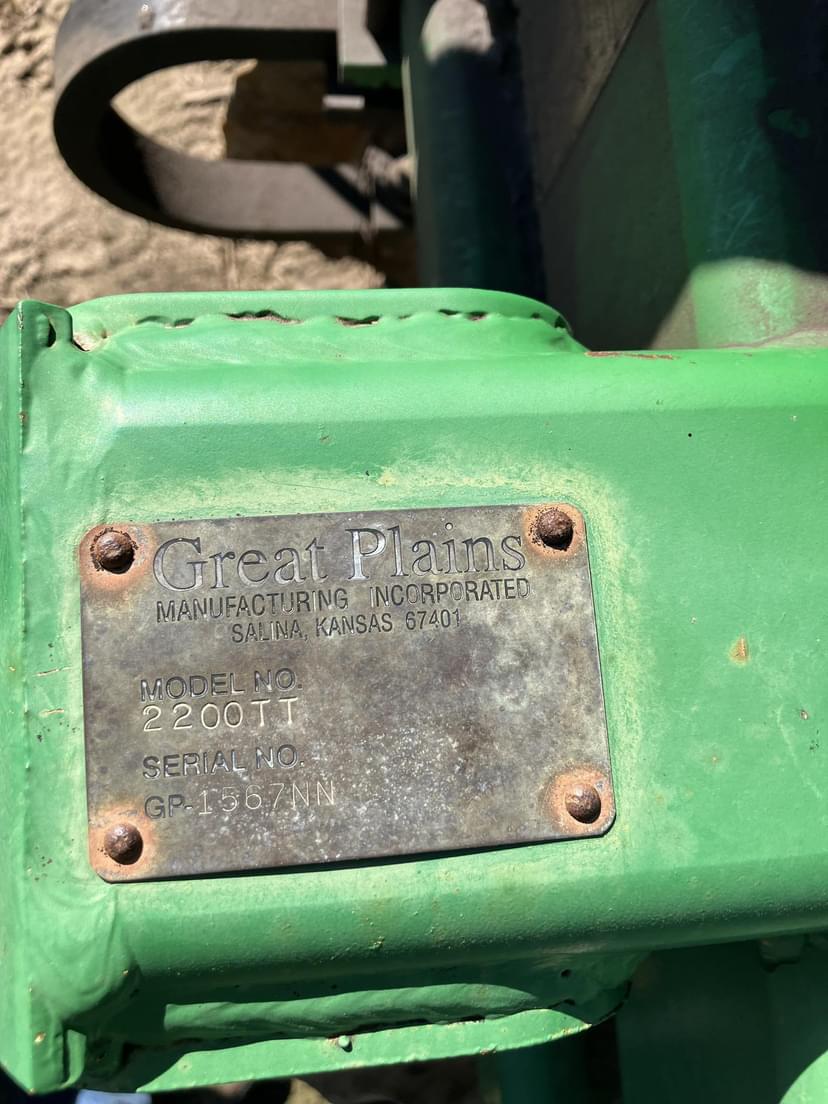 Great Plains
MANUFACTURING INCORPORATED
SALINA, KANSAS 67401
MODEL NO.
2200TT
SERIAL NO.
GP-1567NN